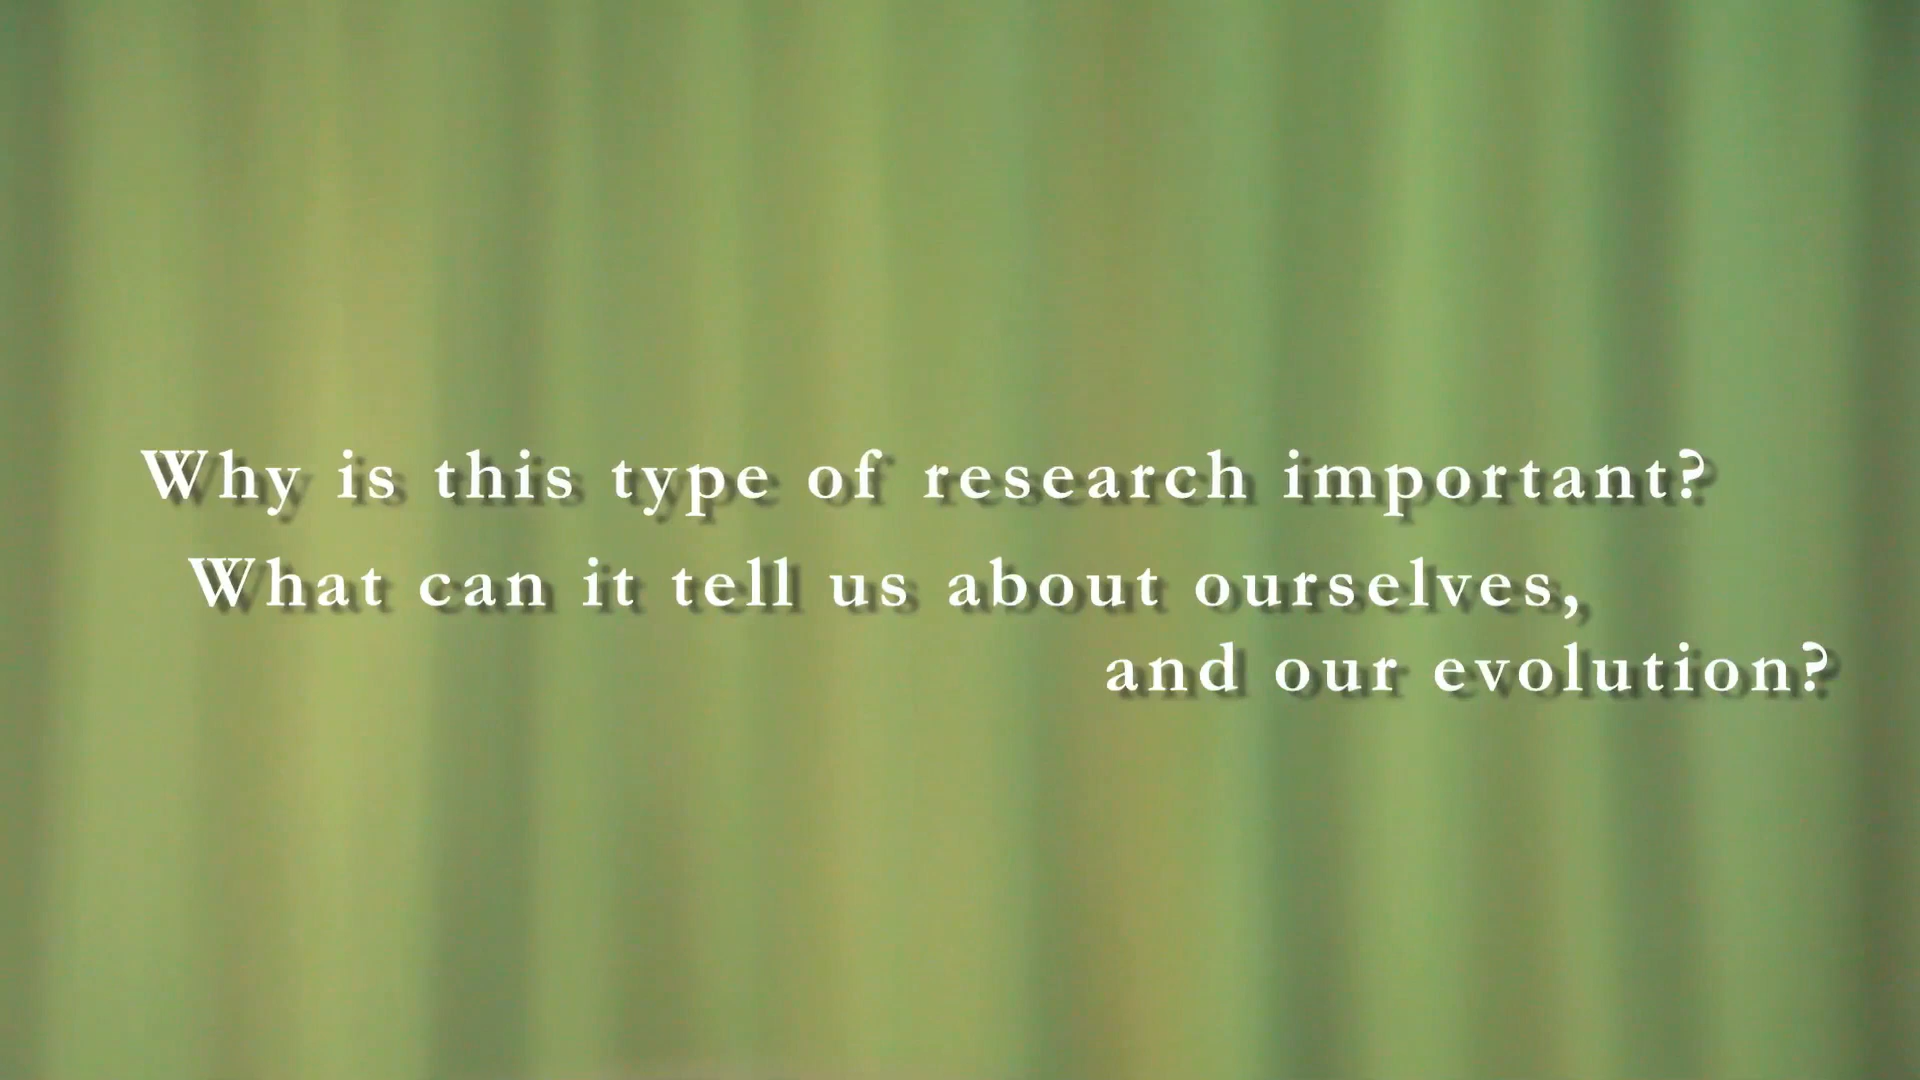 Why is this type of research important?
What can it tell us about ourselves,
and our evolution?